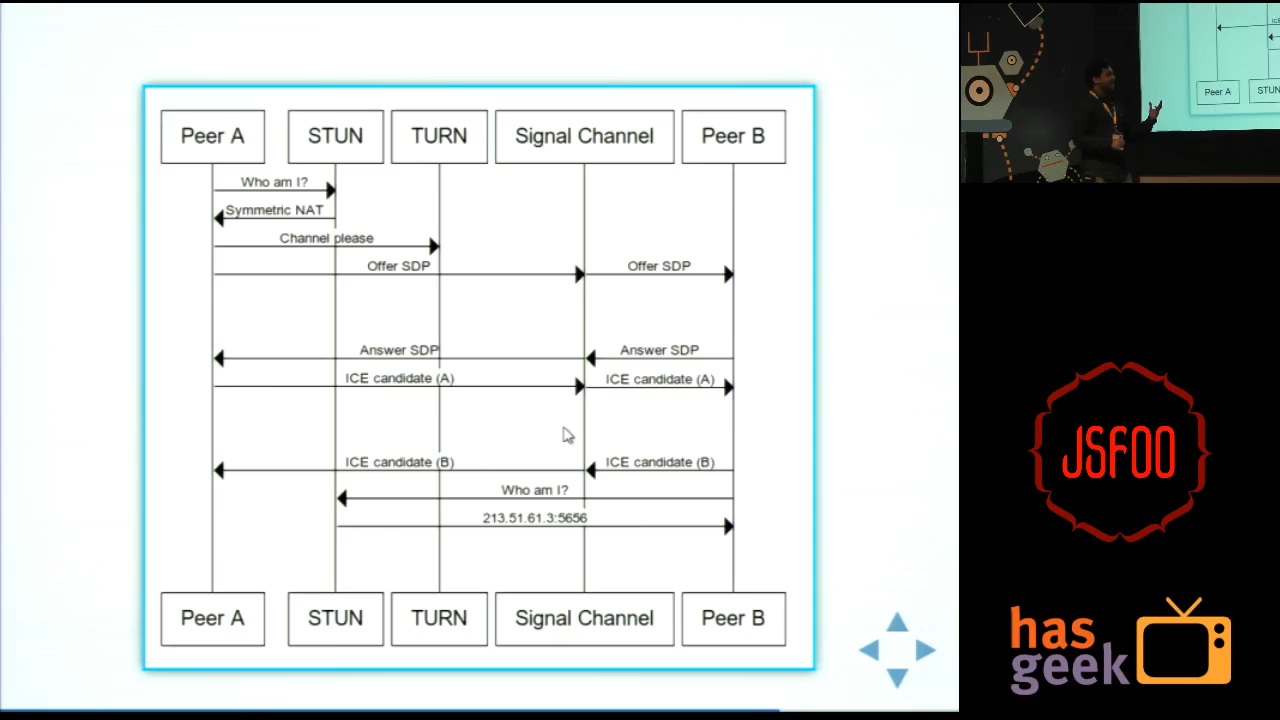 Peer A
STUN
TURN
Signal Channel
Peer B
Who am I?
Symmetric NAT
Channel please
Offer SDP
Offer SDP
Answer SDP
Answer SDP
ICE candidate (A)
ICE candidate (A)
ICE candidate (B)
ICE candidate (B)
Who am I?
213.51.61.3:5656
Peer A
STUN
TURN
Signal Channel
Peer B
Peer A
STUN
JSFOO
has
geek